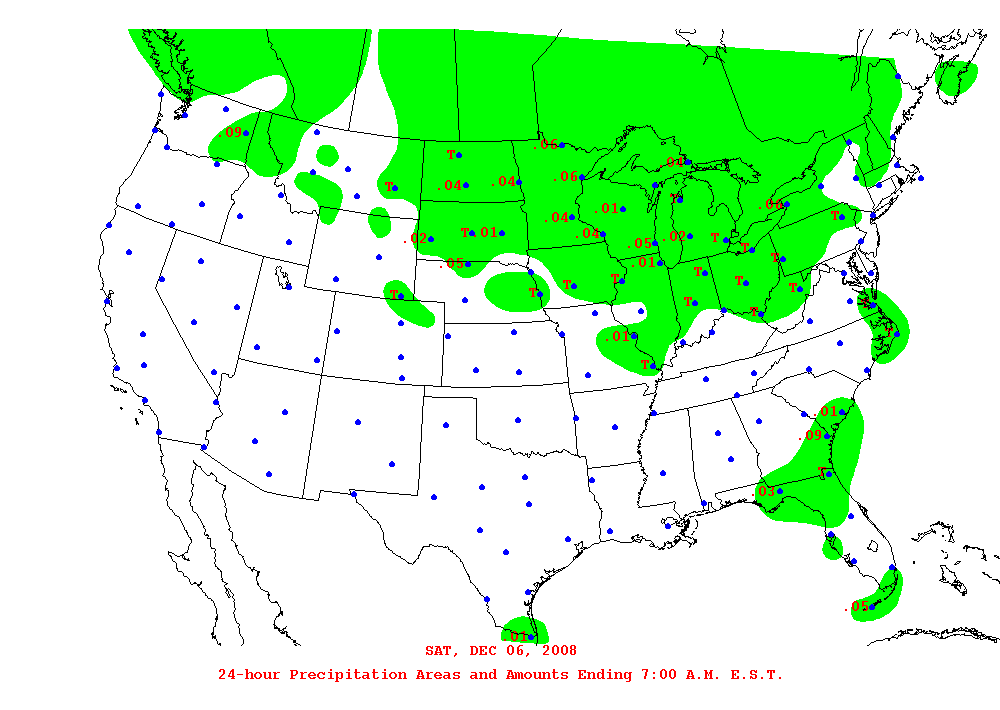 .09
.06
T
.04
.06
.04
.04
T
T
.06
.04
.01
T
.02
T
.01
.04
.05
.02
T
T
T
.05
.01
T
T
T
T
T
T
T
T
T
.01
T
T
.01
.09
T
.03
.05
.01
SAT, DEC 06, 2008
24-hour Precipitation Areas and Amounts Ending 7:00 A.M. E.S.T.